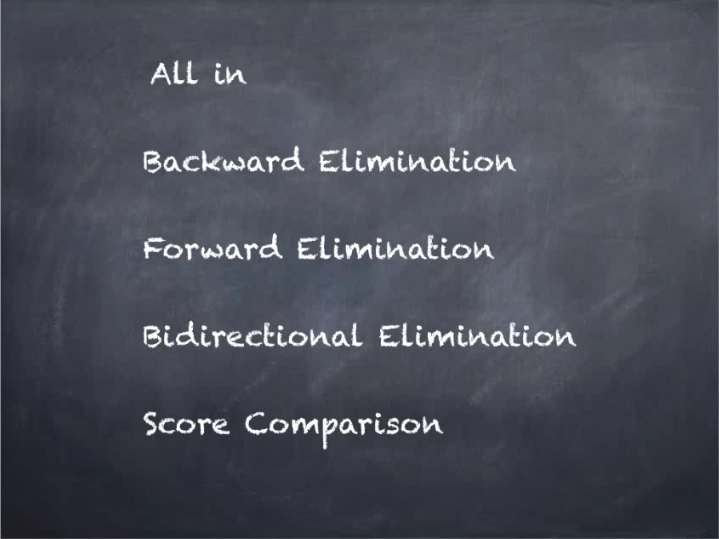 All in
Backward Elimination
Forward Elimination
Bidirectional Elimination
Score Comparison